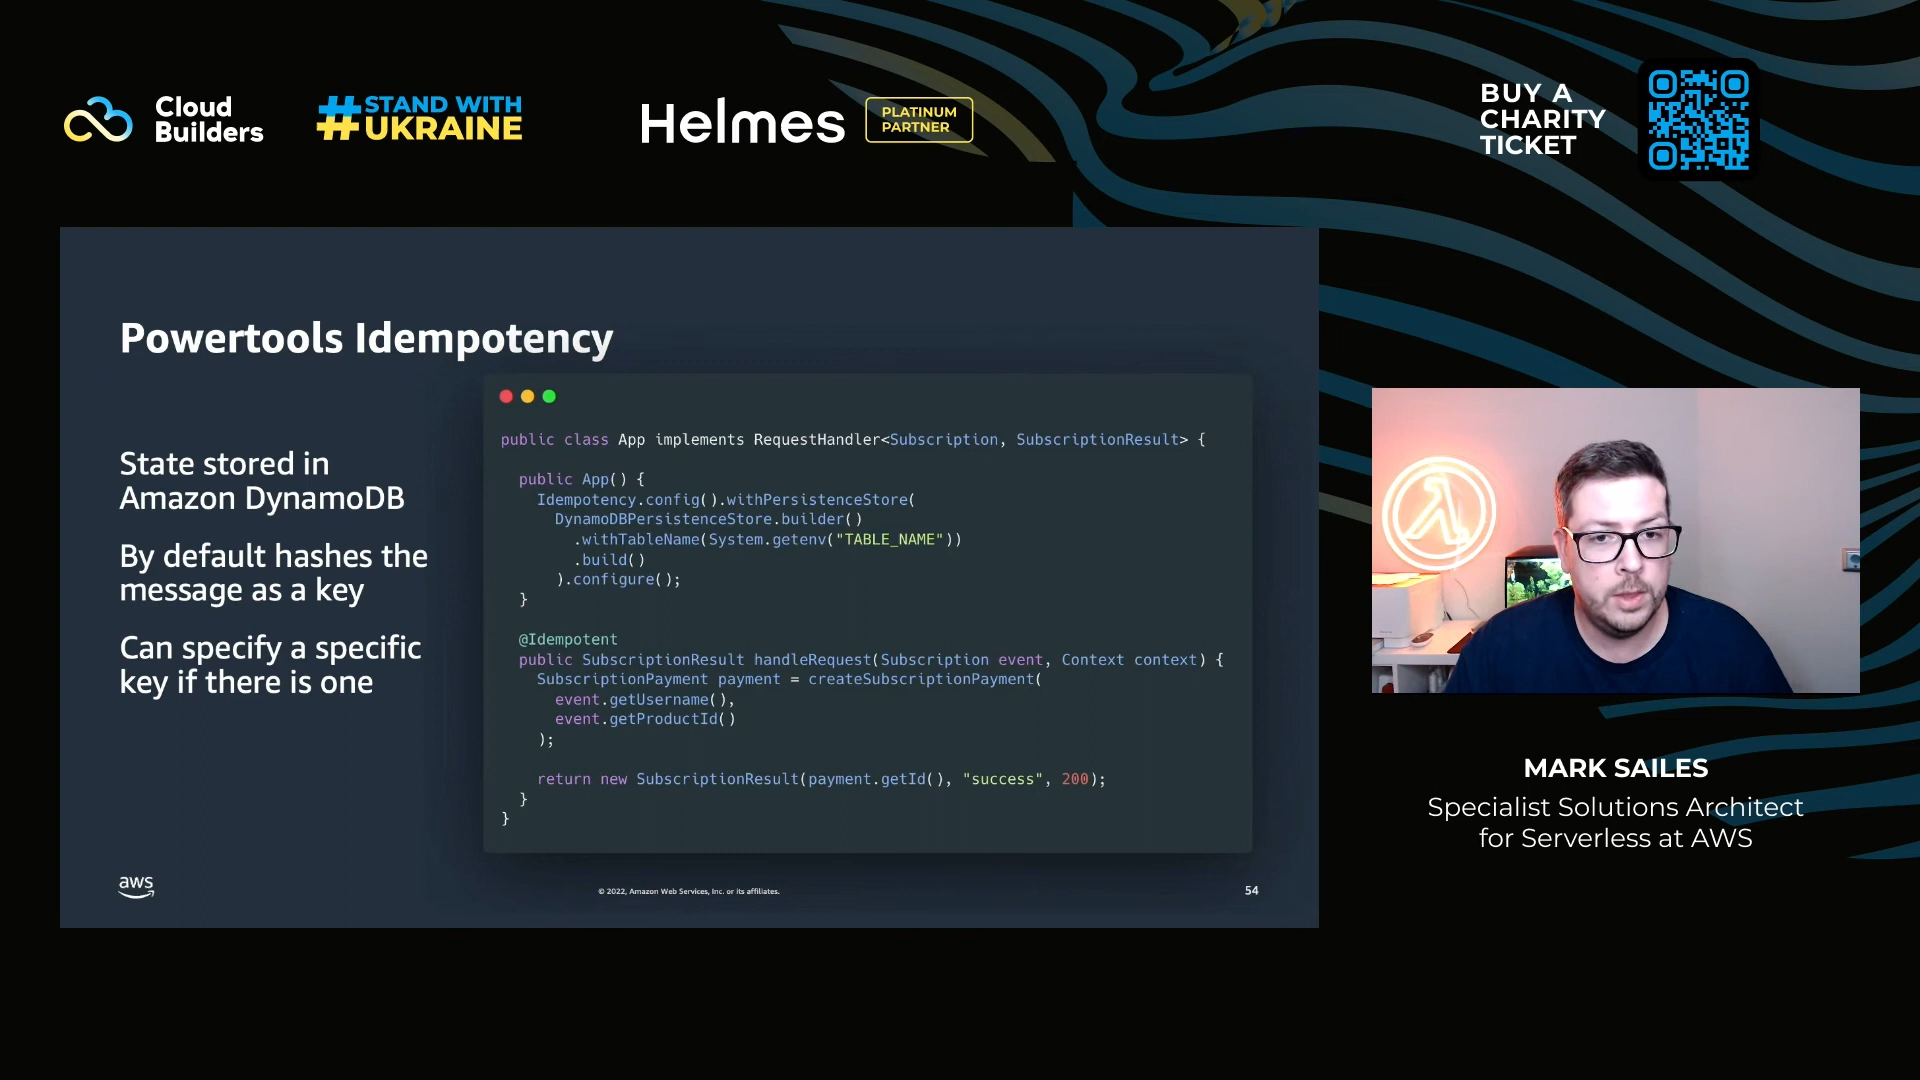 Cloud
Builders
#STAND WITH
#UKRAINE
Helmes
PLATINUM
PARTNER
BUY A
CHARITY
TICKET
Powertools Idempotency
State stored in
Amazon DynamoDB
By default hashes the
message as a key
Can specify a specific
key if there is one
public class App implements RequestHandler<Subscription, SubscriptionResult> {
public App() {
Idempotency.config().withPersistenceStore(
DynamoDBPersistenceStore.builder()
.withTableName(System.getenv("TABLE_NAME"))
.build()
).configure();
}
@Idempotent
public SubscriptionResult handleRequest(Subscription event, Context context) {
SubscriptionPayment payment = createSubscriptionPayment(
event.getUsername(),
event.getProductId()
);
return new SubscriptionResult(payment.getId(), "success", 200);
}
}
aws
© 2022, Amazon Web Services, Inc. or its affiliates.
54
MARK SAILES
Specialist Solutions Architect
for Serverless at AWS